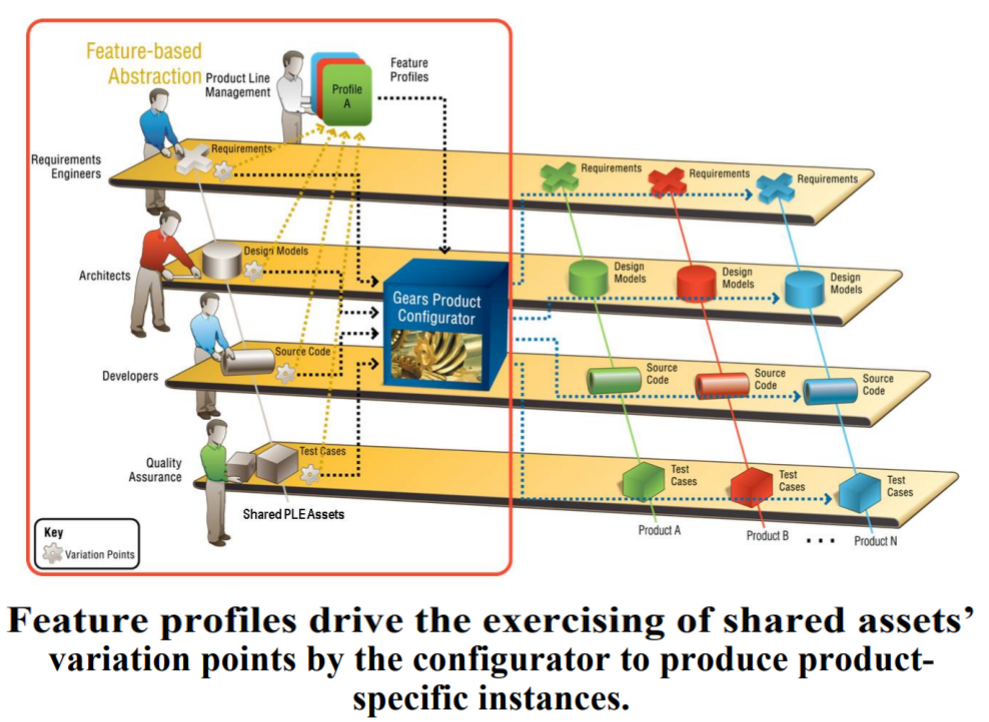 Feature-based
Abstraction
Product Line
Management
Profile
A
Feature
Profiles
Requirements
Engineers
Requirements
Requirements
Requirements
Requirements
Architects
Design Models
Design
Models
Design
Models
Design
Models
Gears Product
Configurator
Developers
Source Code
Source
Code
Source
Code
Source
Code
Quality
Assurance
Test Cases
Test
Cases
Test
Cases
Test
Cases
Shared PLE Assets
Product A
Product B
• • •
Product N
Key
Variation Points
Feature profiles drive the exercising of shared assets’
variation points by the configurator to produce product-
specific instances.